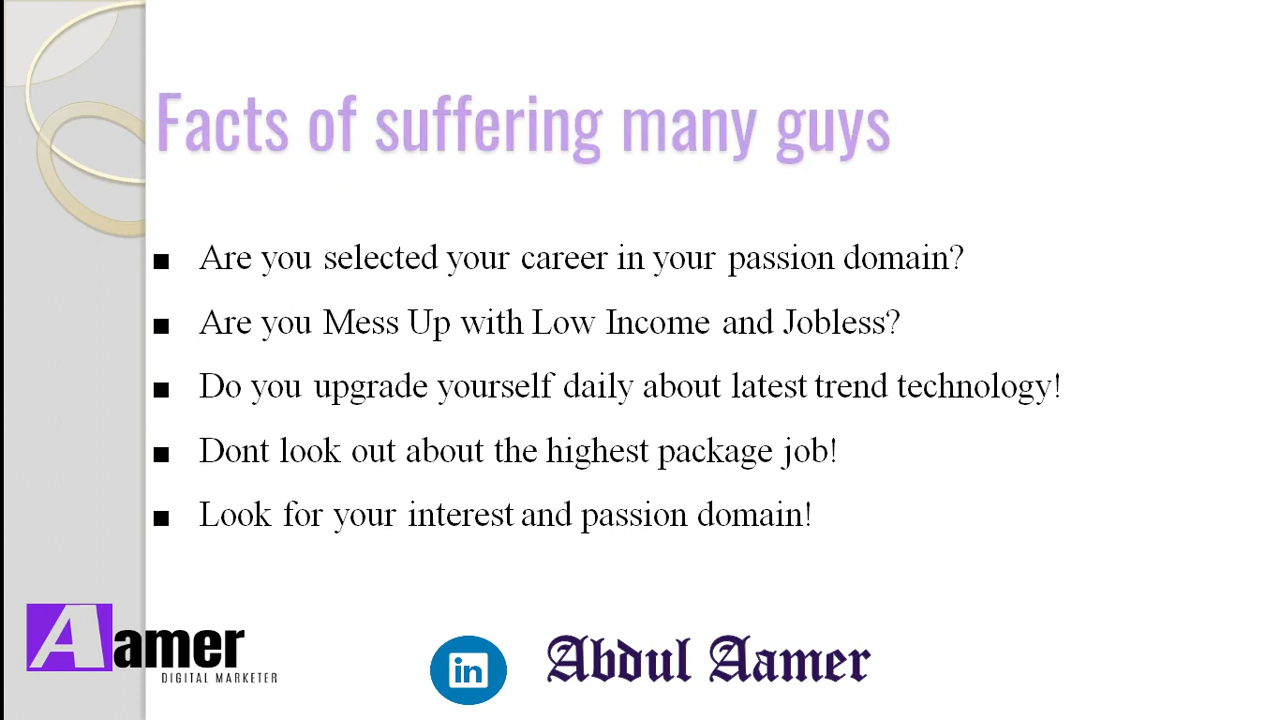 Facts of suffering many guys
Are you selected your career in your passion domain?
Are you Mess Up with Low Income and Jobless?
Do you upgrade yourself daily about latest trend technology!
Dont look out about the highest package job!
Look for your interest and passion domain!
Aamer
DIGITAL MARKETER
in
Abdul Aamer